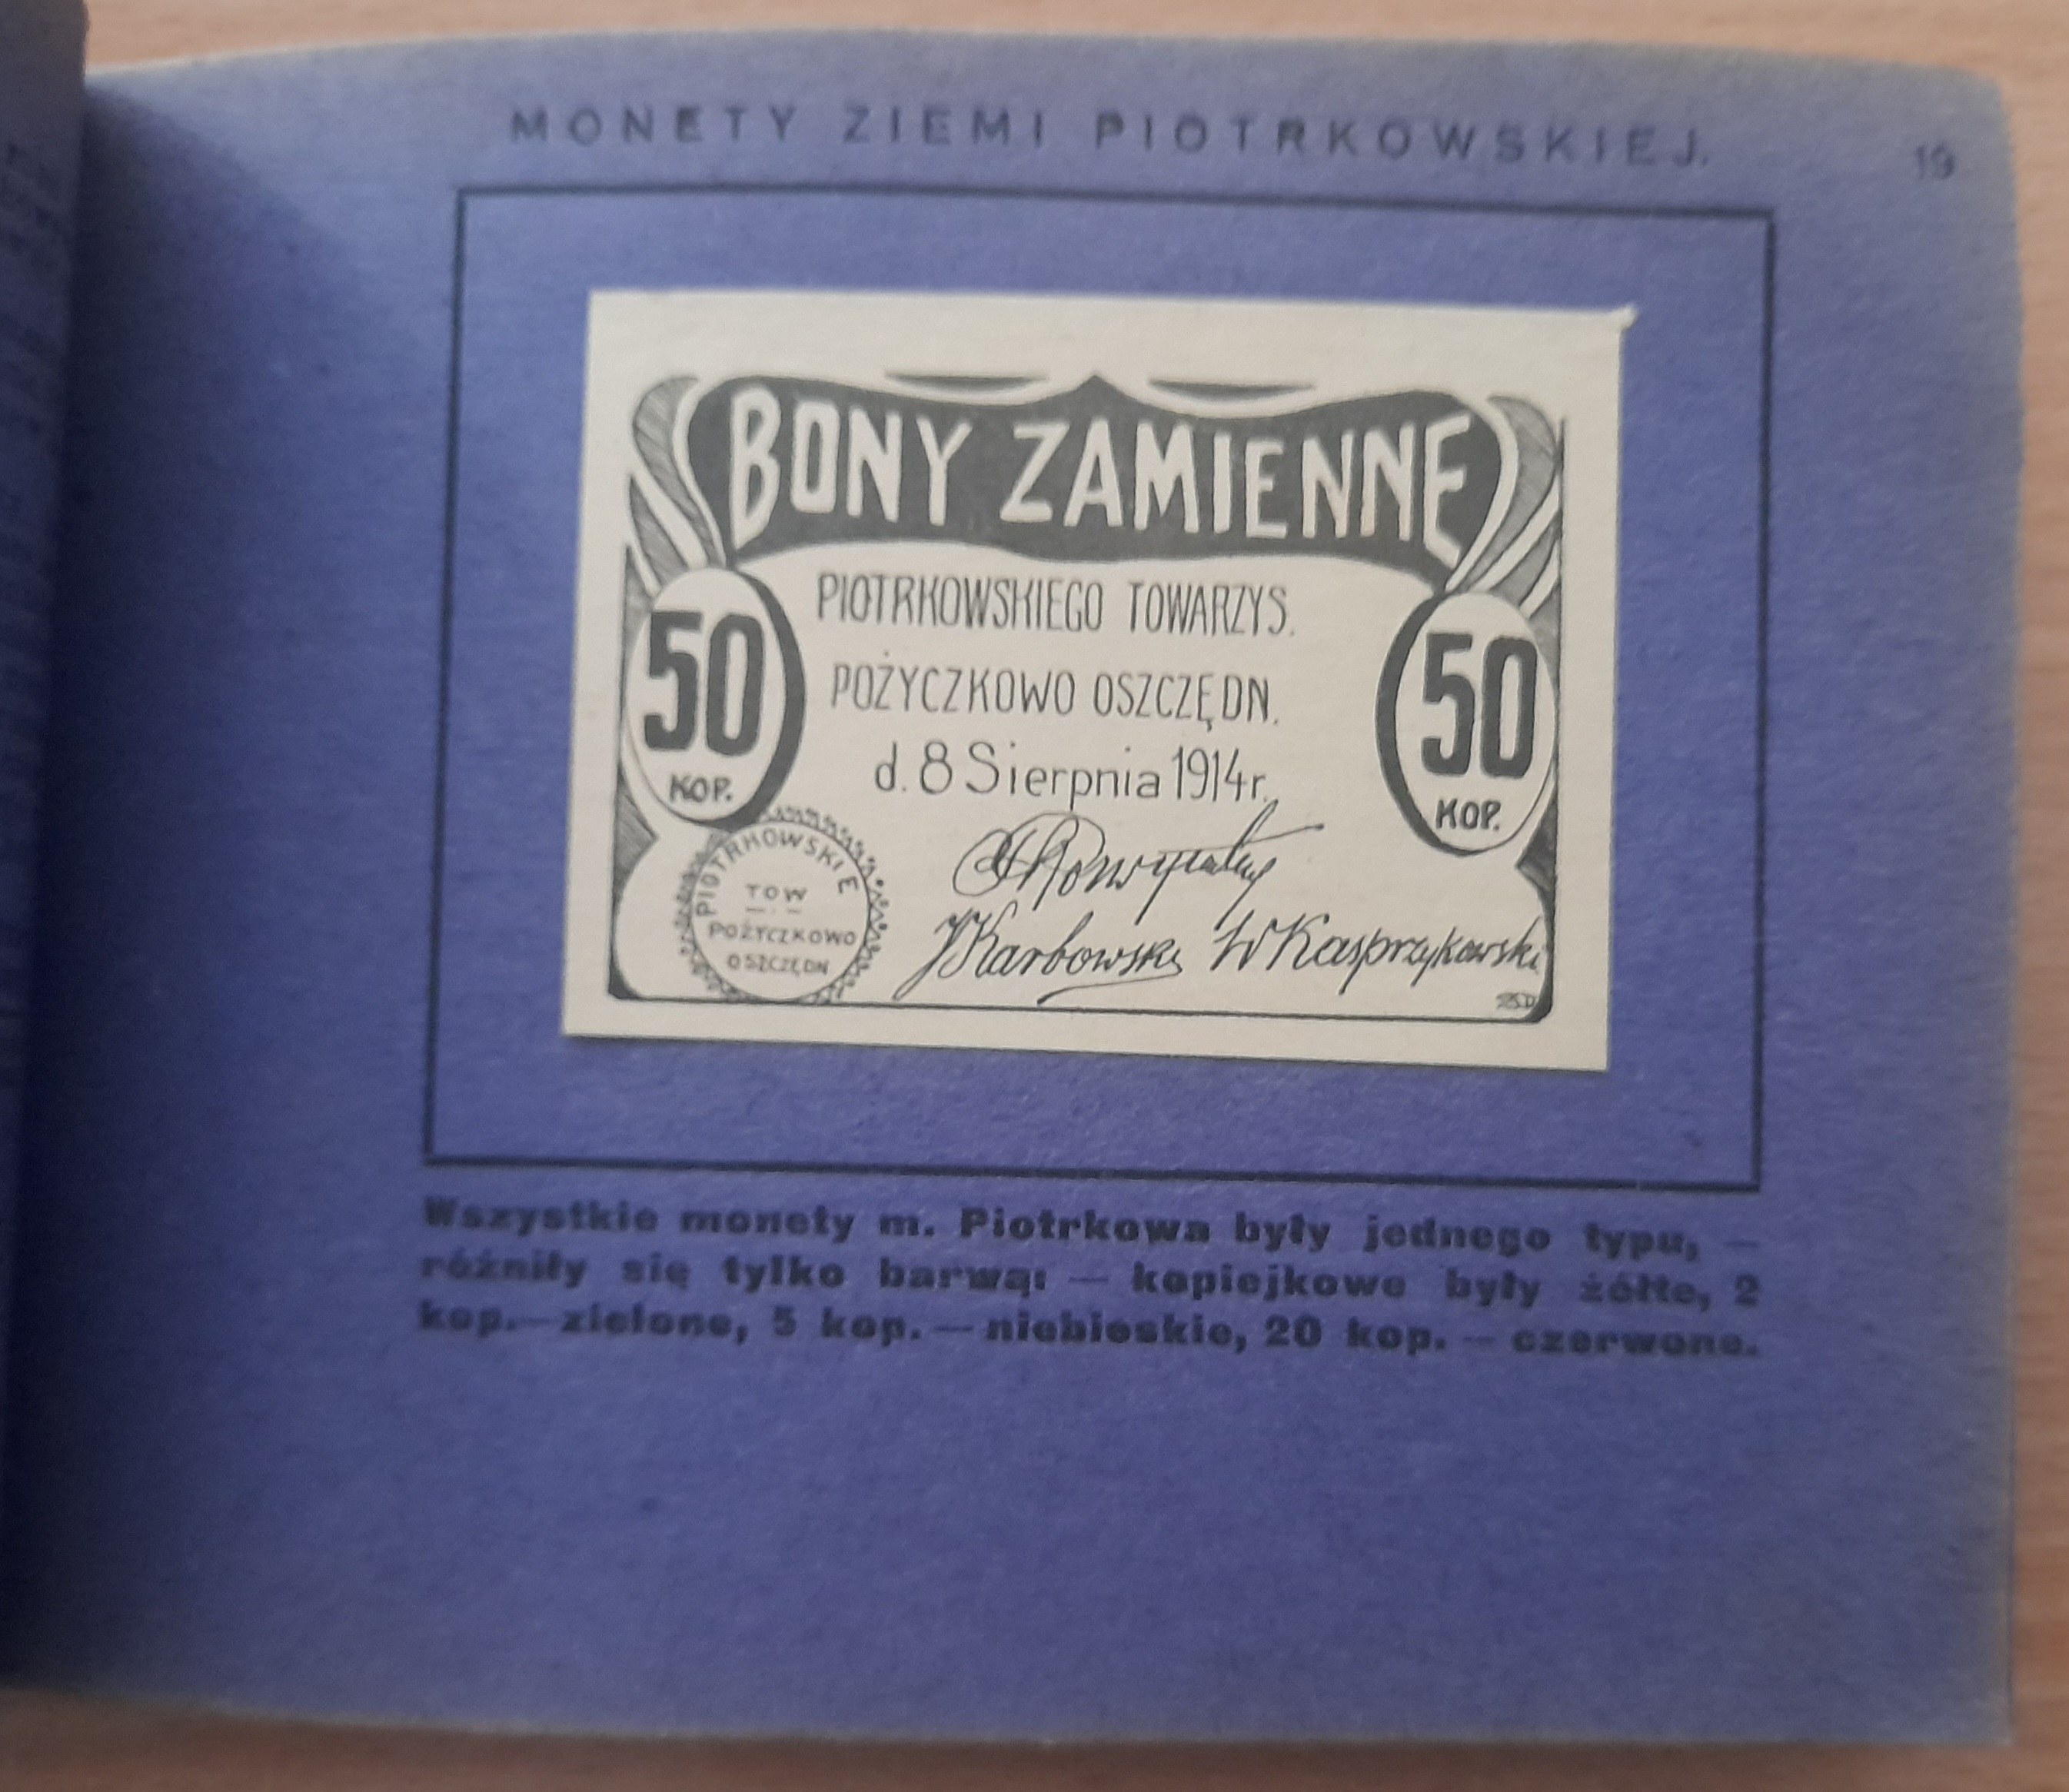 MONETY ZIEMI PIOTRKOWSKIEJ. 19
BONY ZAMIENNE
PIOTRKOWSKIEGO TOWARZYS.
POŻYCZKOWO OSZCZĘDN.
d. 8 Sierpnia 1914 r.
50
KOP.
50
KOP.
PIOTRKOWSKIE
TOW
POŻYCZKOWO
OSZCZĘDN
J Karbowski W Kasprzykowski
Wszystkie monety m. Piotrkowa były jednego typu, —
różniły się tylko barwą: — kopiejkowe były żółte, 2
kop. — zielone, 5 kop. — niebieskie, 20 kop. — czerwone.